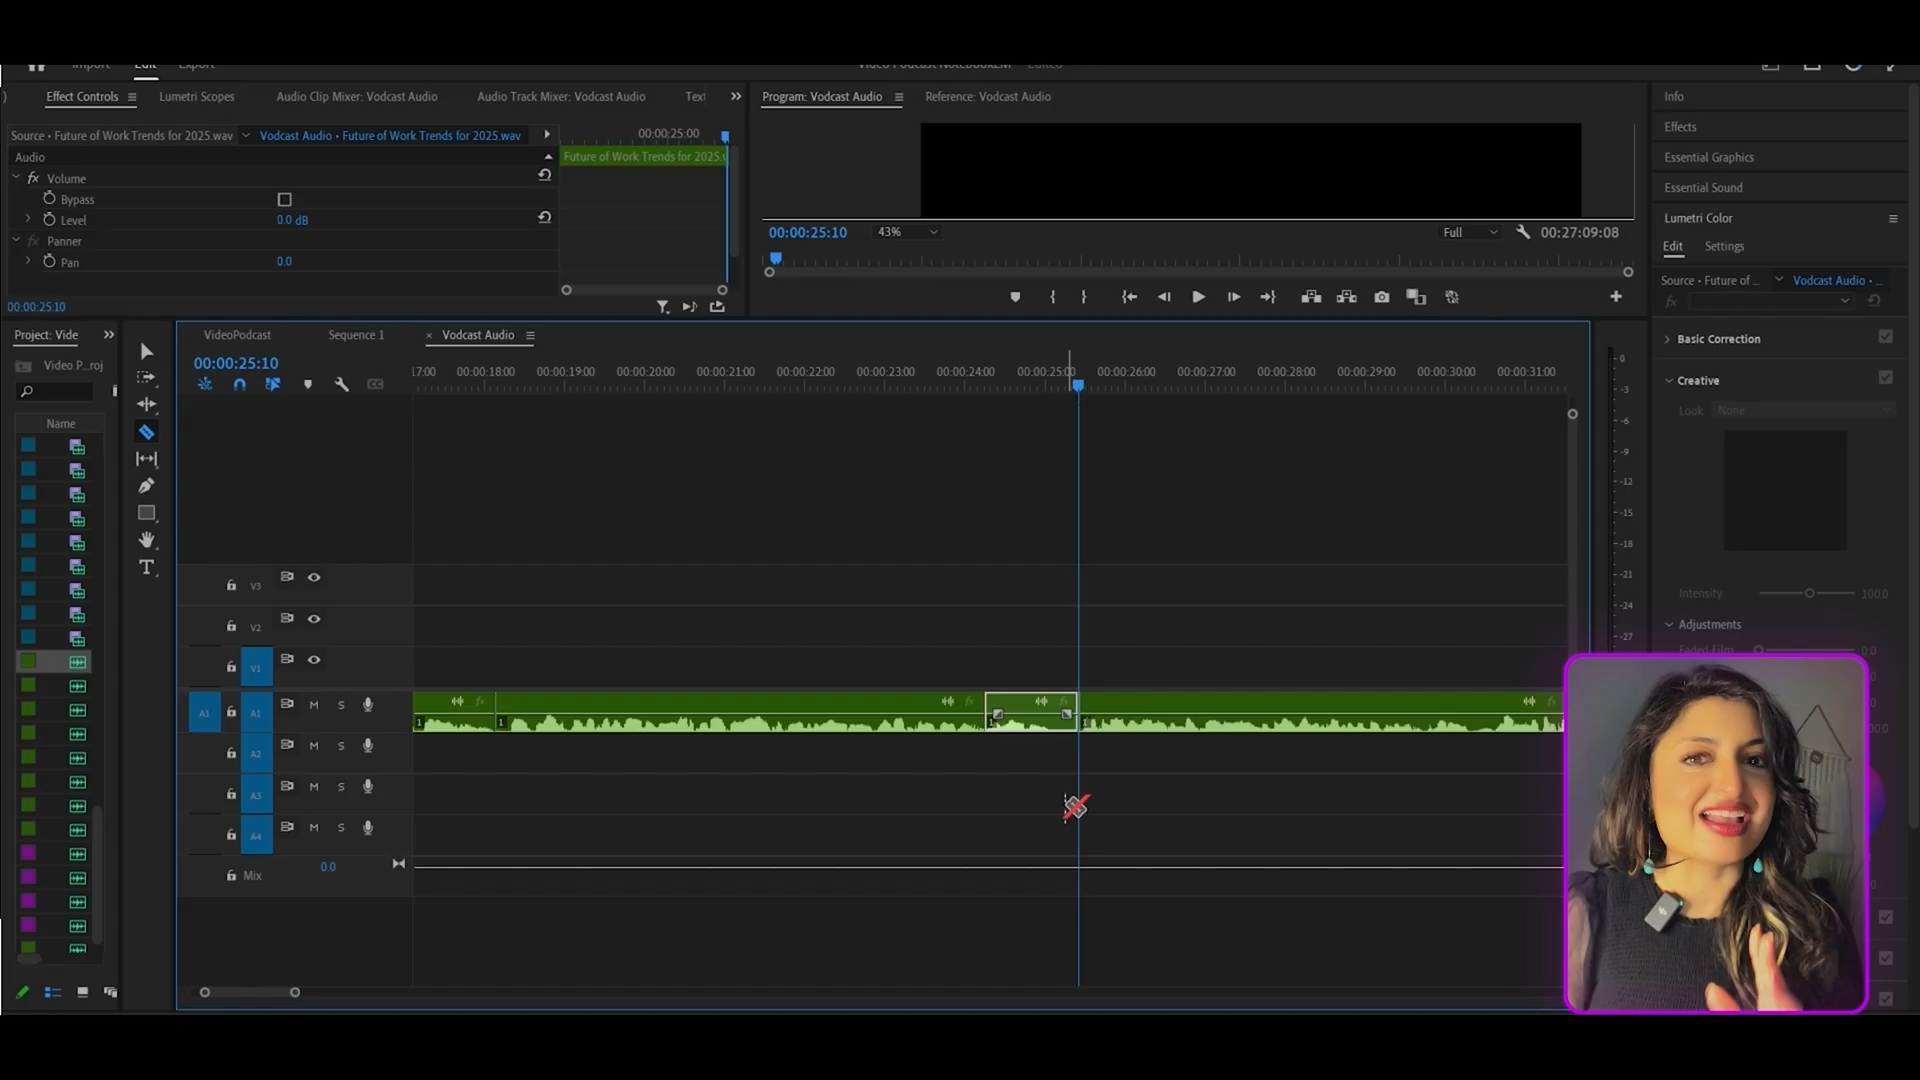 Import Edit Export
Video Podcast NotebookLM - Edited
Effect Controls Lumetri Scopes Audio Clip Mixer: Vodcast Audio Audio Track Mixer: Vodcast Audio Text
Program: Vodcast Audio Reference: Vodcast Audio
Source • Future of Work Trends for 2025.wav Vodcast Audio • Future of Work Trends for 2025.wav
00:00:25:00
Audio
Future of Work Trends for 2025.
fx Volume
Bypass
Level 0.0 dB
fx Panner
Pan 0.0
00:00:25:10
00:00:25:10 43% Full 00:27:09:08
Info
Effects
Essential Graphics
Essential Sound
Lumetri Color
Edit Settings
Source • Future of ... Vodcast Audio • ...
fx
Basic Correction
Creative
Look None
Intensity 100.0
Adjustments
Faded Film 0.0
Project: Vide
Video P...roj
Name
VideoPodcast Sequence 1 × Vodcast Audio
00:00:25:10
17:00 00:00:18:00 00:00:19:00 00:00:20:00 00:00:21:00 00:00:22:00 00:00:23:00 00:00:24:00 00:00:25:00 00:00:26:00 00:00:27:00 00:00:28:00 00:00:29:00 00:00:30:00 00:00:31:00
V3
V2
V1
A1 A1 M S
A2 M S
A3 M S
A4 M S
Mix 0.0
0
-3
-6
-9
-12
-15
-18
-21
-24
-27